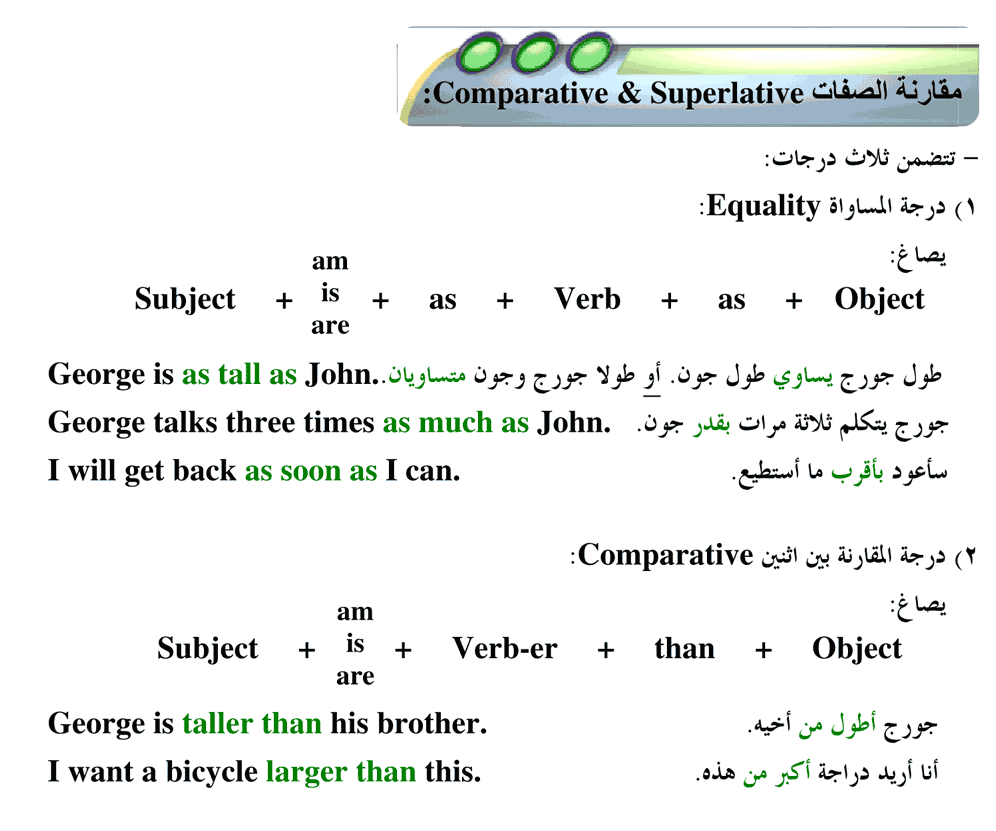 مقارنة الصفات Comparative & Superlative:
– تتضمن ثلاث درجات:
١) درجة المساواة Equality:
يصاغ:
am
Subject + is + as + Verb + as + Object
are
George is as tall as John. طول جورج يساوي طول جون. أو طولا جورج وجون متساويان.
George talks three times as much as John. جورج يتكلم ثلاثة مرات بقدر جون.
I will get back as soon as I can. سأعود بأقرب ما أستطيع.
٢) درجة المقارنة بين اثنين Comparative:
يصاغ:
am
Subject + is + Verb-er + than + Object
are
George is taller than his brother. جورج أطول من أخيه.
I want a bicycle larger than this. أنا أريد دراجة أكبر من هذه.